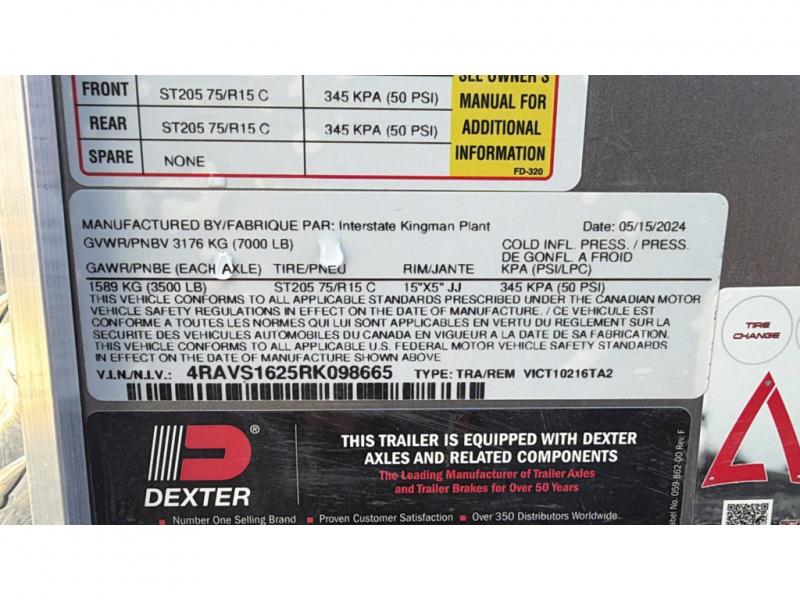 FRONT ST205 75/R15 C 345 KPA (50 PSI)
REAR ST205 75/R15 C 345 KPA (50 PSI)
SPARE NONE
SEE OWNER'S
MANUAL FOR
ADDITIONAL
INFORMATION
FD-320
MANUFACTURED BY/FABRIQUE PAR: Interstate Kingman Plant Date: 05/15/2024
GVWR/PNBV 3176 KG (7000 LB) COLD INFL. PRESS. / PRESS.
DE GONFL. A FROID
GAWR/PNBE (EACH AXLE) TIRE/PNEU RIM/JANTE KPA (PSI/LPC)
1589 KG (3500 LB) ST205 75/R15 C 15"X5" JJ 345 KPA (50 PSI)
THIS VEHICLE CONFORMS TO ALL APPLICABLE STANDARDS PRESCRIBED UNDER THE CANADIAN MOTOR
VEHICLE SAFETY REGULATIONS IN EFFECT ON THE DATE OF MANUFACTURE. / CE VEHICULE EST
CONFORME A TOUTES LES NORMES QUI LUI SONT APPLICABLES EN VERTU DU REGLEMENT SUR LA
SECURITE DES VEHICULES AUTOMOBILES DU CANADA EN VIGUEUR A LA DATE DE SA FABRICATION.
THIS VEHICLE CONFORMS TO ALL APPLICABLE U.S. FEDERAL MOTOR VEHICLE SAFETY STANDARDS
IN EFFECT ON THE DATE OF MANUFACTURE SHOWN ABOVE
V.I.N./N.I.V.: 4RAVS1625RK098665 TYPE: TRA/REM VICT10216TA2
TIRE
CHANGE
DEXTER
®
THIS TRAILER IS EQUIPPED WITH DEXTER
AXLES AND RELATED COMPONENTS
The Leading Manufacturer of Trailer Axles
and Trailer Brakes for Over 50 Years
Number One Selling Brand ■ Proven Customer Satisfaction ■ Over 350 Distributors Worldwide
Label No. 059-862-00 Rev. F